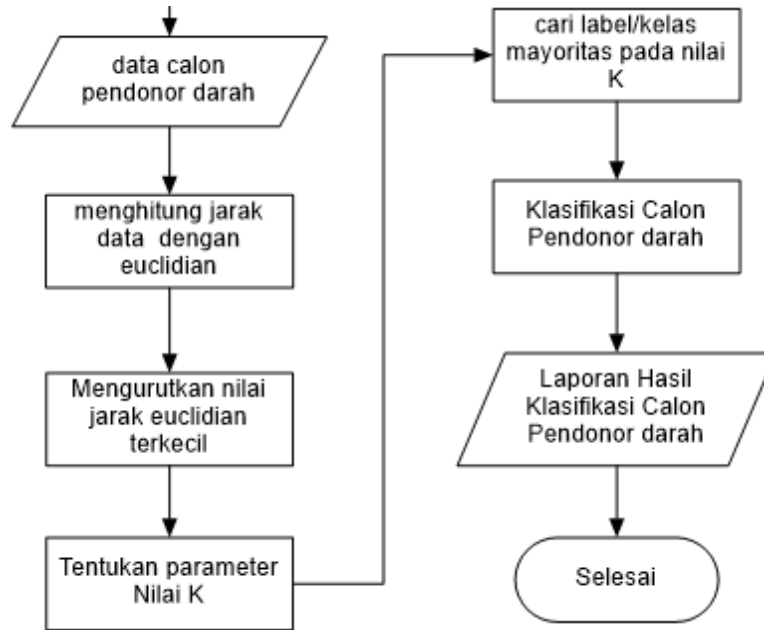 data calon
pendonor darah
menghitung jarak
data dengan
euclidian
Mengurutkan nilai
jarak euclidian
terkecil
Tentukan parameter
Nilai K
cari label/kelas
mayoritas pada nilai
K
Klasifikasi Calon
Pendonor darah
Laporan Hasil
Klasifikasi Calon
Pendonor darah
Selesai